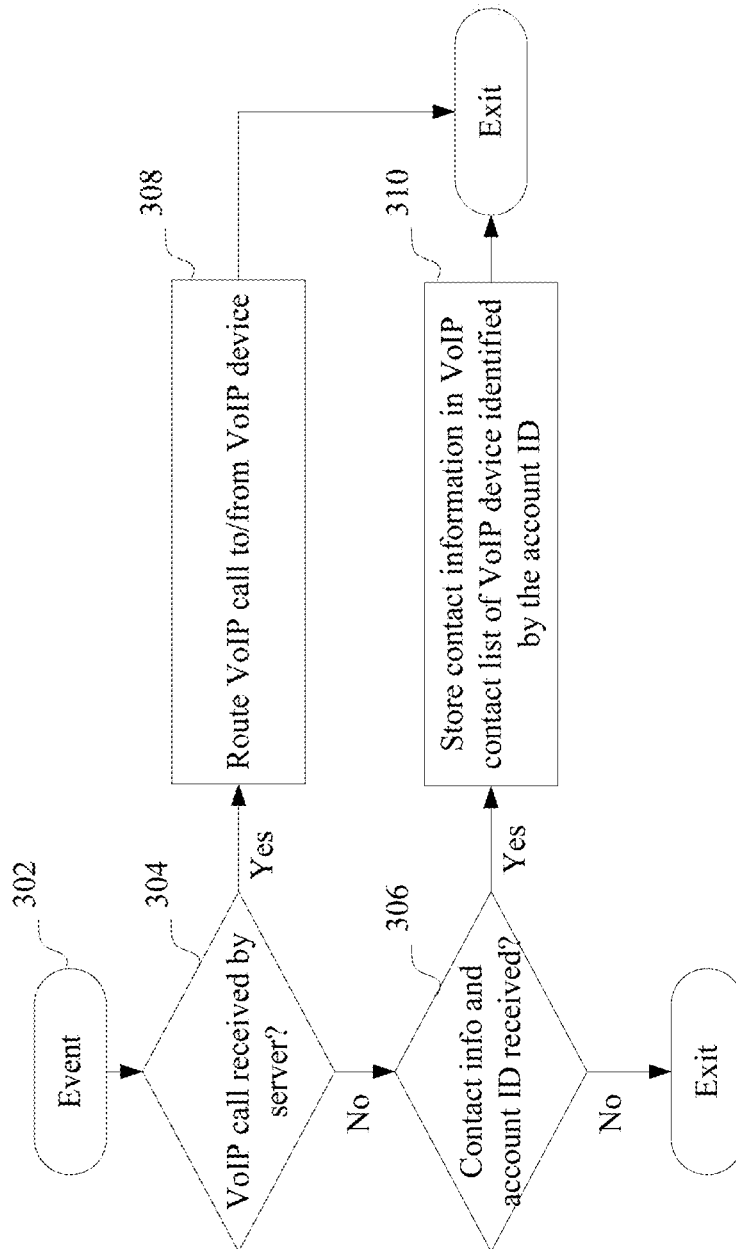 Event
302
VoIP call received by
server?
304
Yes
Route VoIP call to/from VoIP device
308
No
Contact info and
account ID received?
306
Yes
Store contact information in VoIP
contact list of VoIP device identified
by the account ID
310
Exit
No
Exit